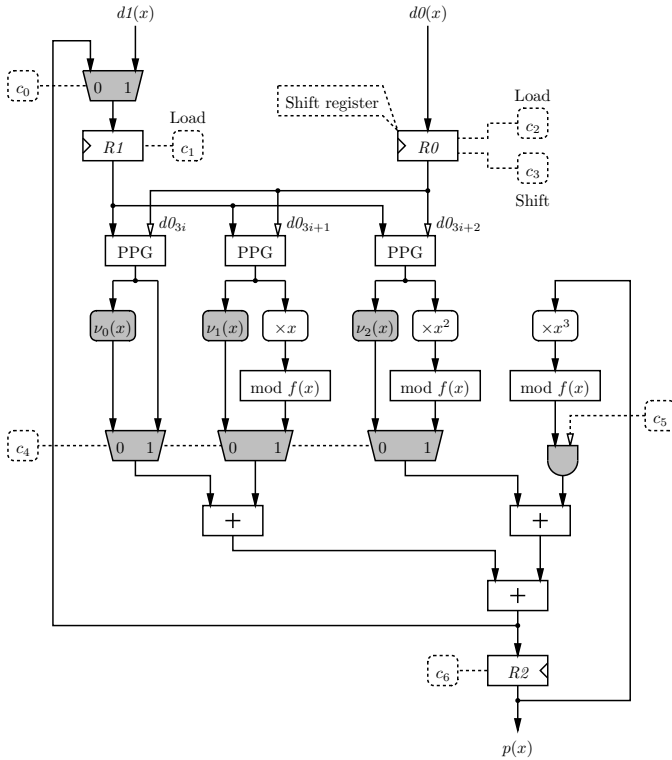 d1(x) d0(x)
c₀ 0 1
Load Load
Shift register
c₂
R1 c₁ R0
c₃
Shift
d0₃ᵢ d0₃ᵢ₊₁ d0₃ᵢ₊₂
PPG PPG PPG
ν₀(x) ν₁(x) ×x ν₂(x) ×x² ×x³
mod f(x) mod f(x) mod f(x)
c₅
c₄ 0 1 0 1 0 1
+ +
+
c₆ R2
p(x)